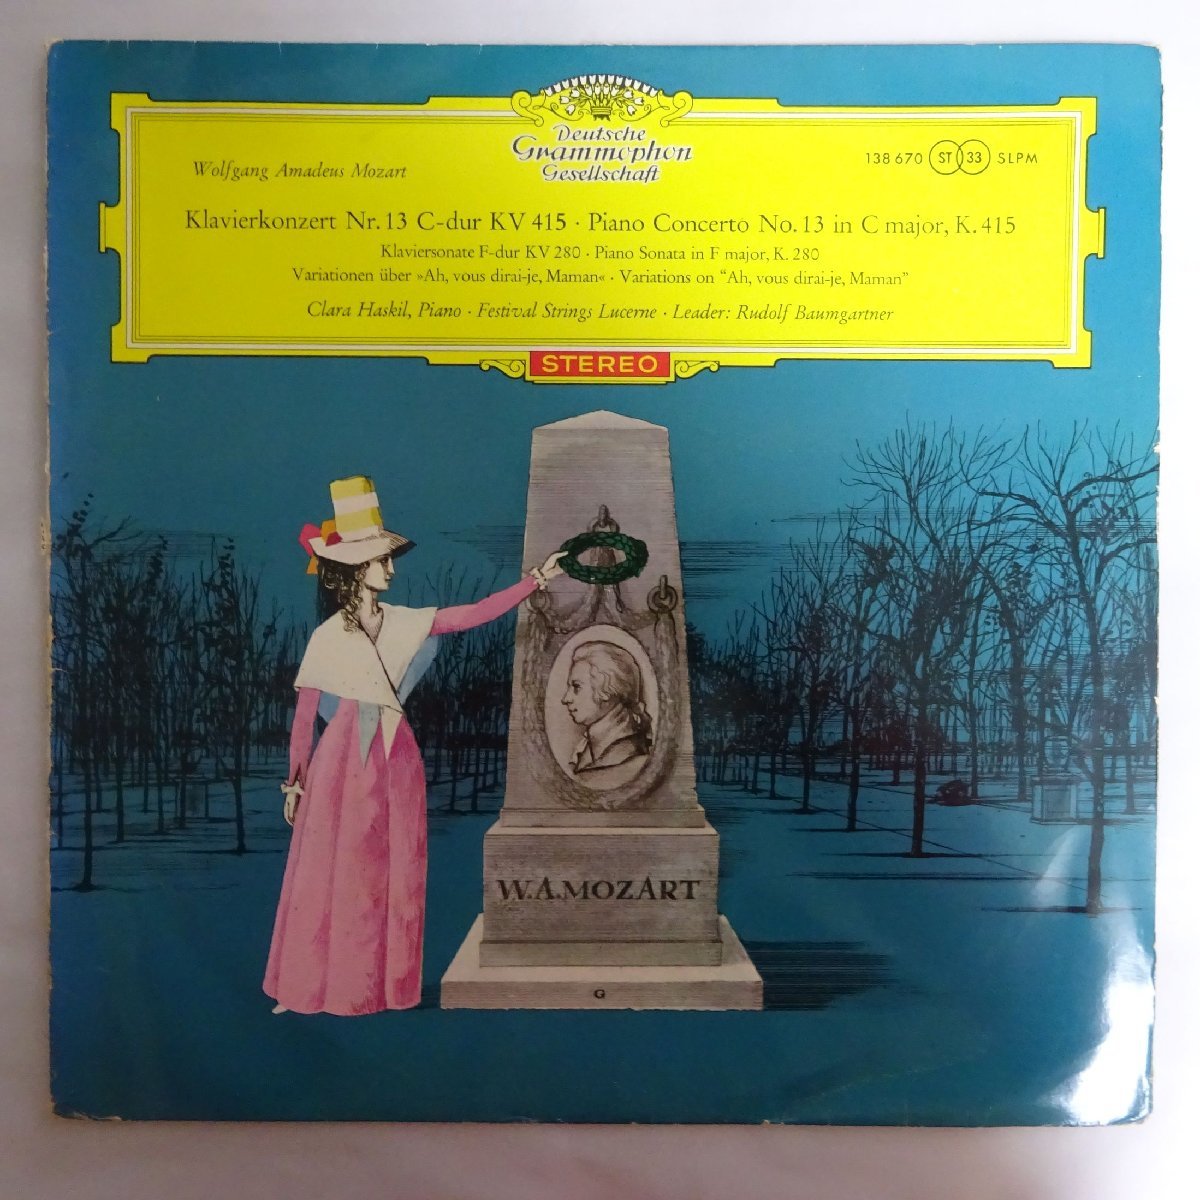 Deutsche
Grammophon
Gesellschaft
Wolfgang Amadeus Mozart
138 670 ST 33 SLPM
Klavierkonzert Nr. 13 C-dur KV 415 · Piano Concerto No. 13 in C major, K. 415
Klaviersonate F-dur KV 280 · Piano Sonata in F major, K. 280
Variationen über »Ah, vous dirai-je, Maman« · Variations on “Ah, vous dirai-je, Maman”
Clara Haskil, Piano · Festival Strings Lucerne · Leader: Rudolf Baumgartner
STEREO
W.A.MOZART
G